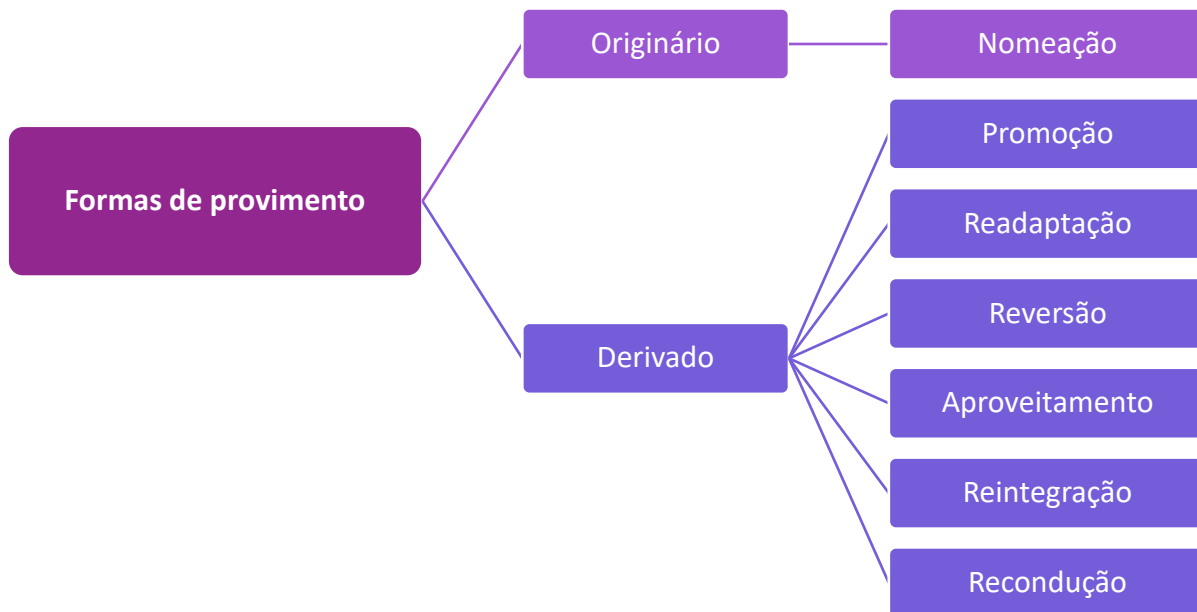 Formas de provimento
Originário
Nomeação
Derivado
Promoção
Readaptação
Reversão
Aproveitamento
Reintegração
Recondução